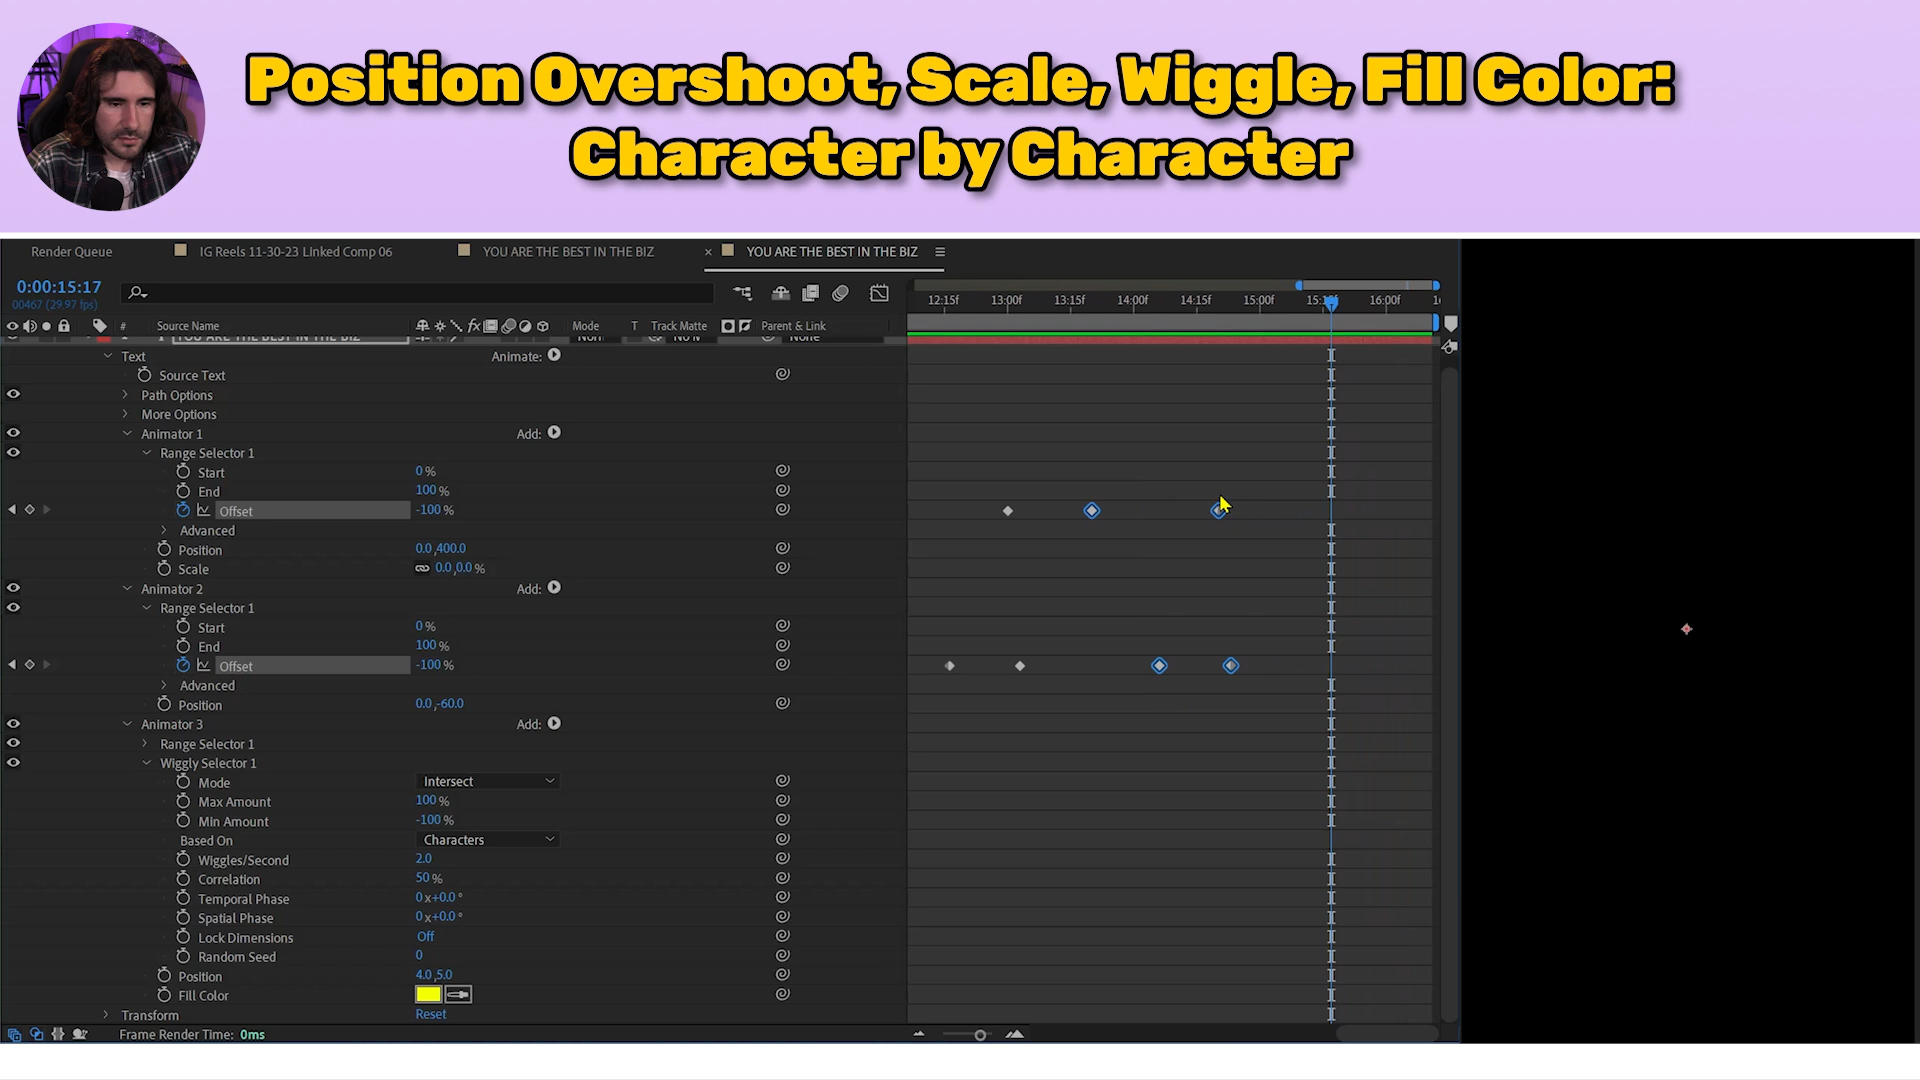 Position Overshoot, Scale, Wiggle, Fill Color:
Character by Character
Render Queue
IG Reels 11-30-23 Linked Comp 06
YOU ARE THE BEST IN THE BIZ
× YOU ARE THE BEST IN THE BIZ
0:00:15:17
00467 (29.97 fps)
12:15f 13:00f 13:15f 14:00f 14:15f 15:00f 16:00f
# Source Name Mode T Track Matte Parent & Link
YOU ARE THE BEST IN THE BIZ None
Text Animate:
Source Text
Path Options
More Options
Animator 1 Add:
Range Selector 1
Start 0 %
End 100 %
Offset -100 %
Advanced
Position 0.0,400.0
Scale 0.0,0.0 %
Animator 2 Add:
Range Selector 1
Start 0 %
End 100 %
Offset -100 %
Advanced
Position 0.0,-60.0
Animator 3 Add:
Range Selector 1
Wiggly Selector 1
Mode Intersect
Max Amount 100 %
Min Amount -100 %
Based On Characters
Wiggles/Second 2.0
Correlation 50 %
Temporal Phase 0 x+0.0 °
Spatial Phase 0 x+0.0 °
Lock Dimensions Off
Random Seed 0
Position 4.0,5.0
Fill Color
Transform Reset
Frame Render Time: 0ms